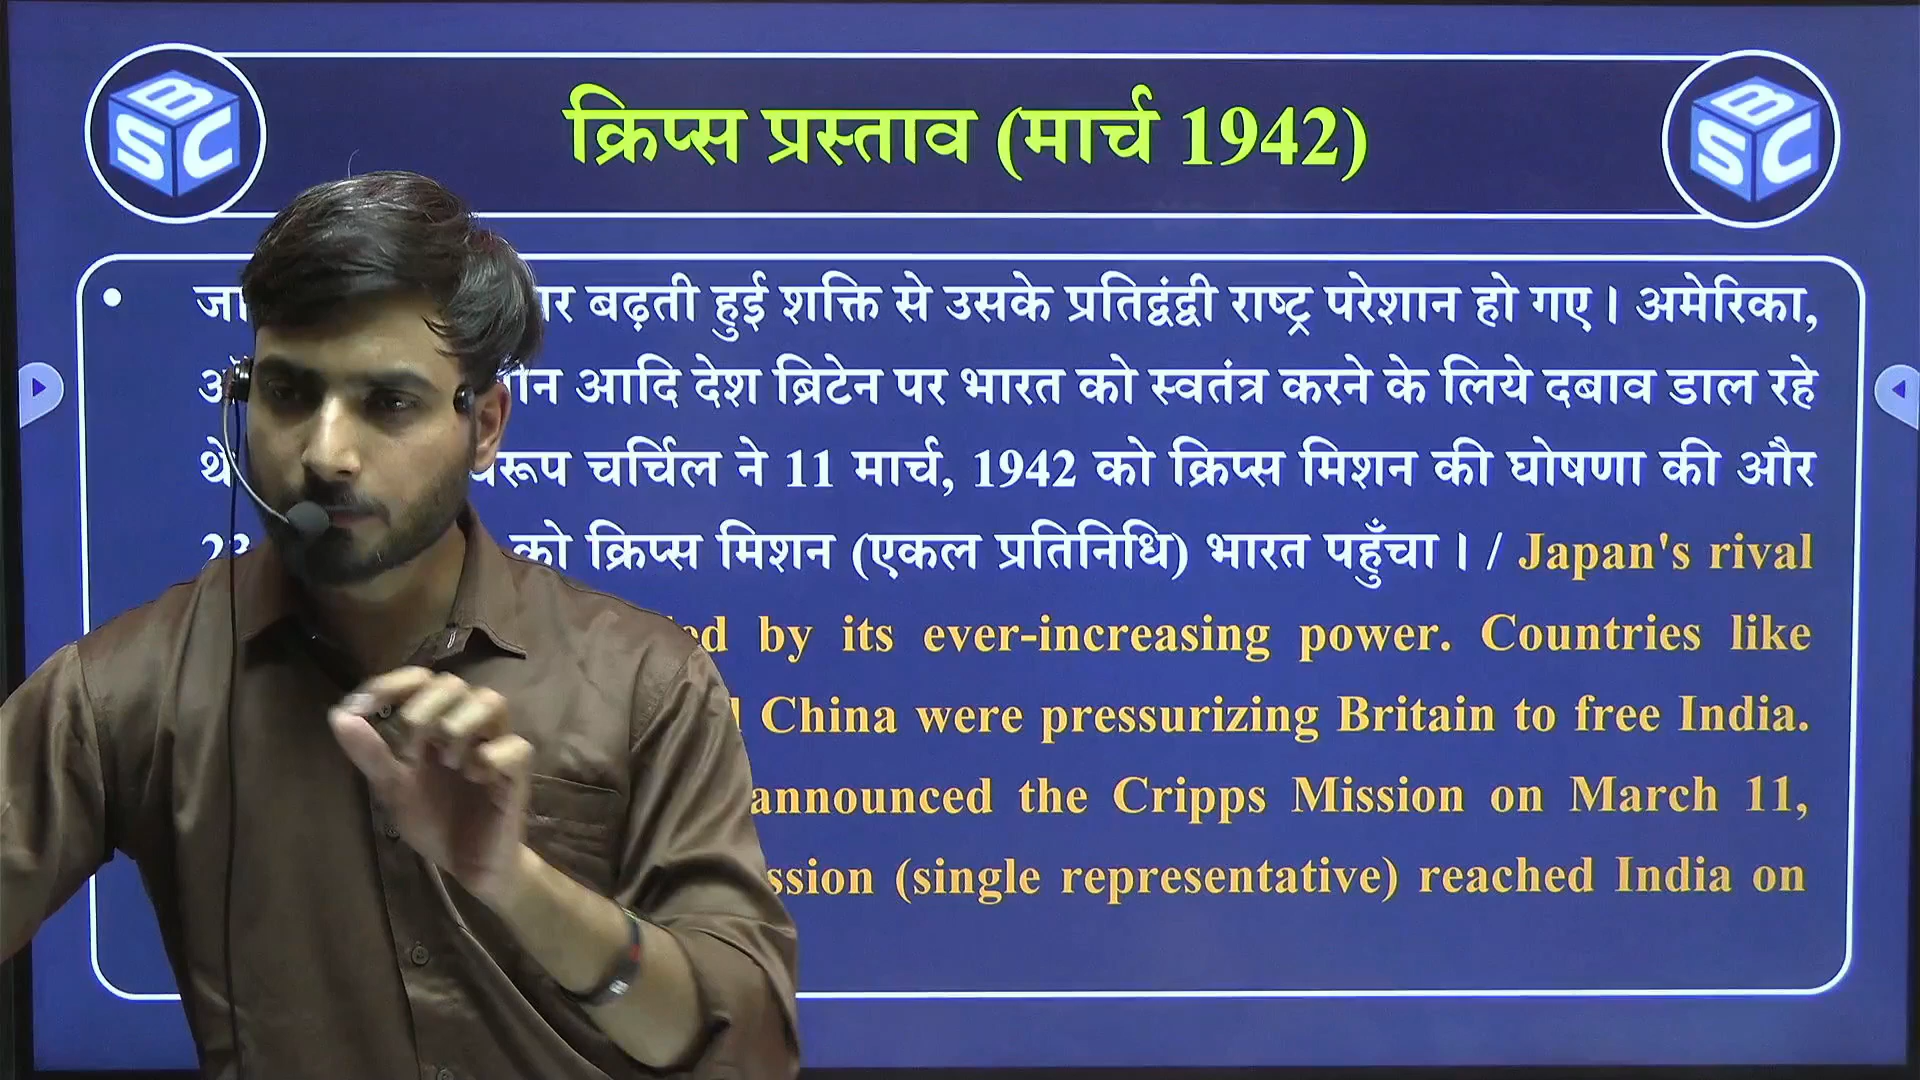 क्रिप्स प्रस्ताव (मार्च 1942)
BSC
BSC
बढ़ती हुई शक्ति से उसके प्रतिद्वंद्वी राष्ट्र परेशान हो गए। अमेरिका,
आदि देश ब्रिटेन पर भारत को स्वतंत्र करने के लिये दबाव डाल रहे
चर्चिल ने 11 मार्च, 1942 को क्रिप्स मिशन की घोषणा की और
को क्रिप्स मिशन (एकल प्रतिनिधि) भारत पहुँचा। / Japan's rival
by its ever-increasing power. Countries like
China were pressurizing Britain to free India.
announced the Cripps Mission on March 11,
(single representative) reached India on